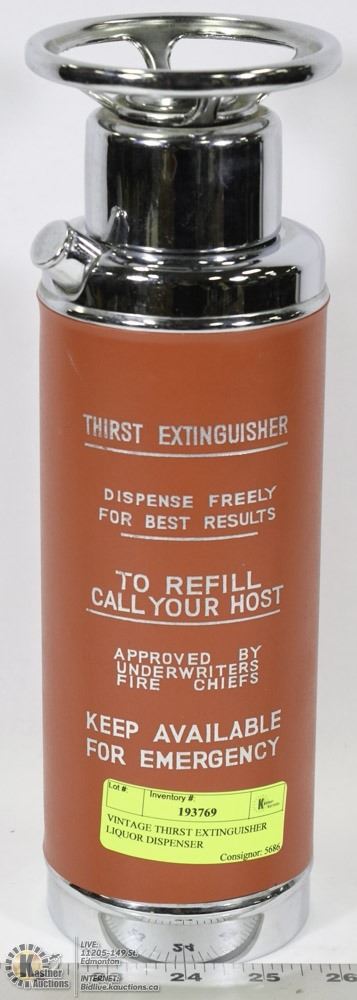 THIRST EXTINGUISHER
DISPENSE FREELY
FOR BEST RESULTS
TO REFILL
CALL YOUR HOST
APPROVED BY
UNDERWRITERS
FIRE CHIEFS
KEEP AVAILABLE
FOR EMERGENCY
Lot #:
Inventory #:
193769
VINTAGE THIRST EXTINGUISHER
LIQUOR DISPENSER
Consignor: 5686
Kastner
AUCTIONS
LIVE:
11205-149 St.
Edmonton
INTERNET:
Bidlive.kauctions.ca
24 25 26